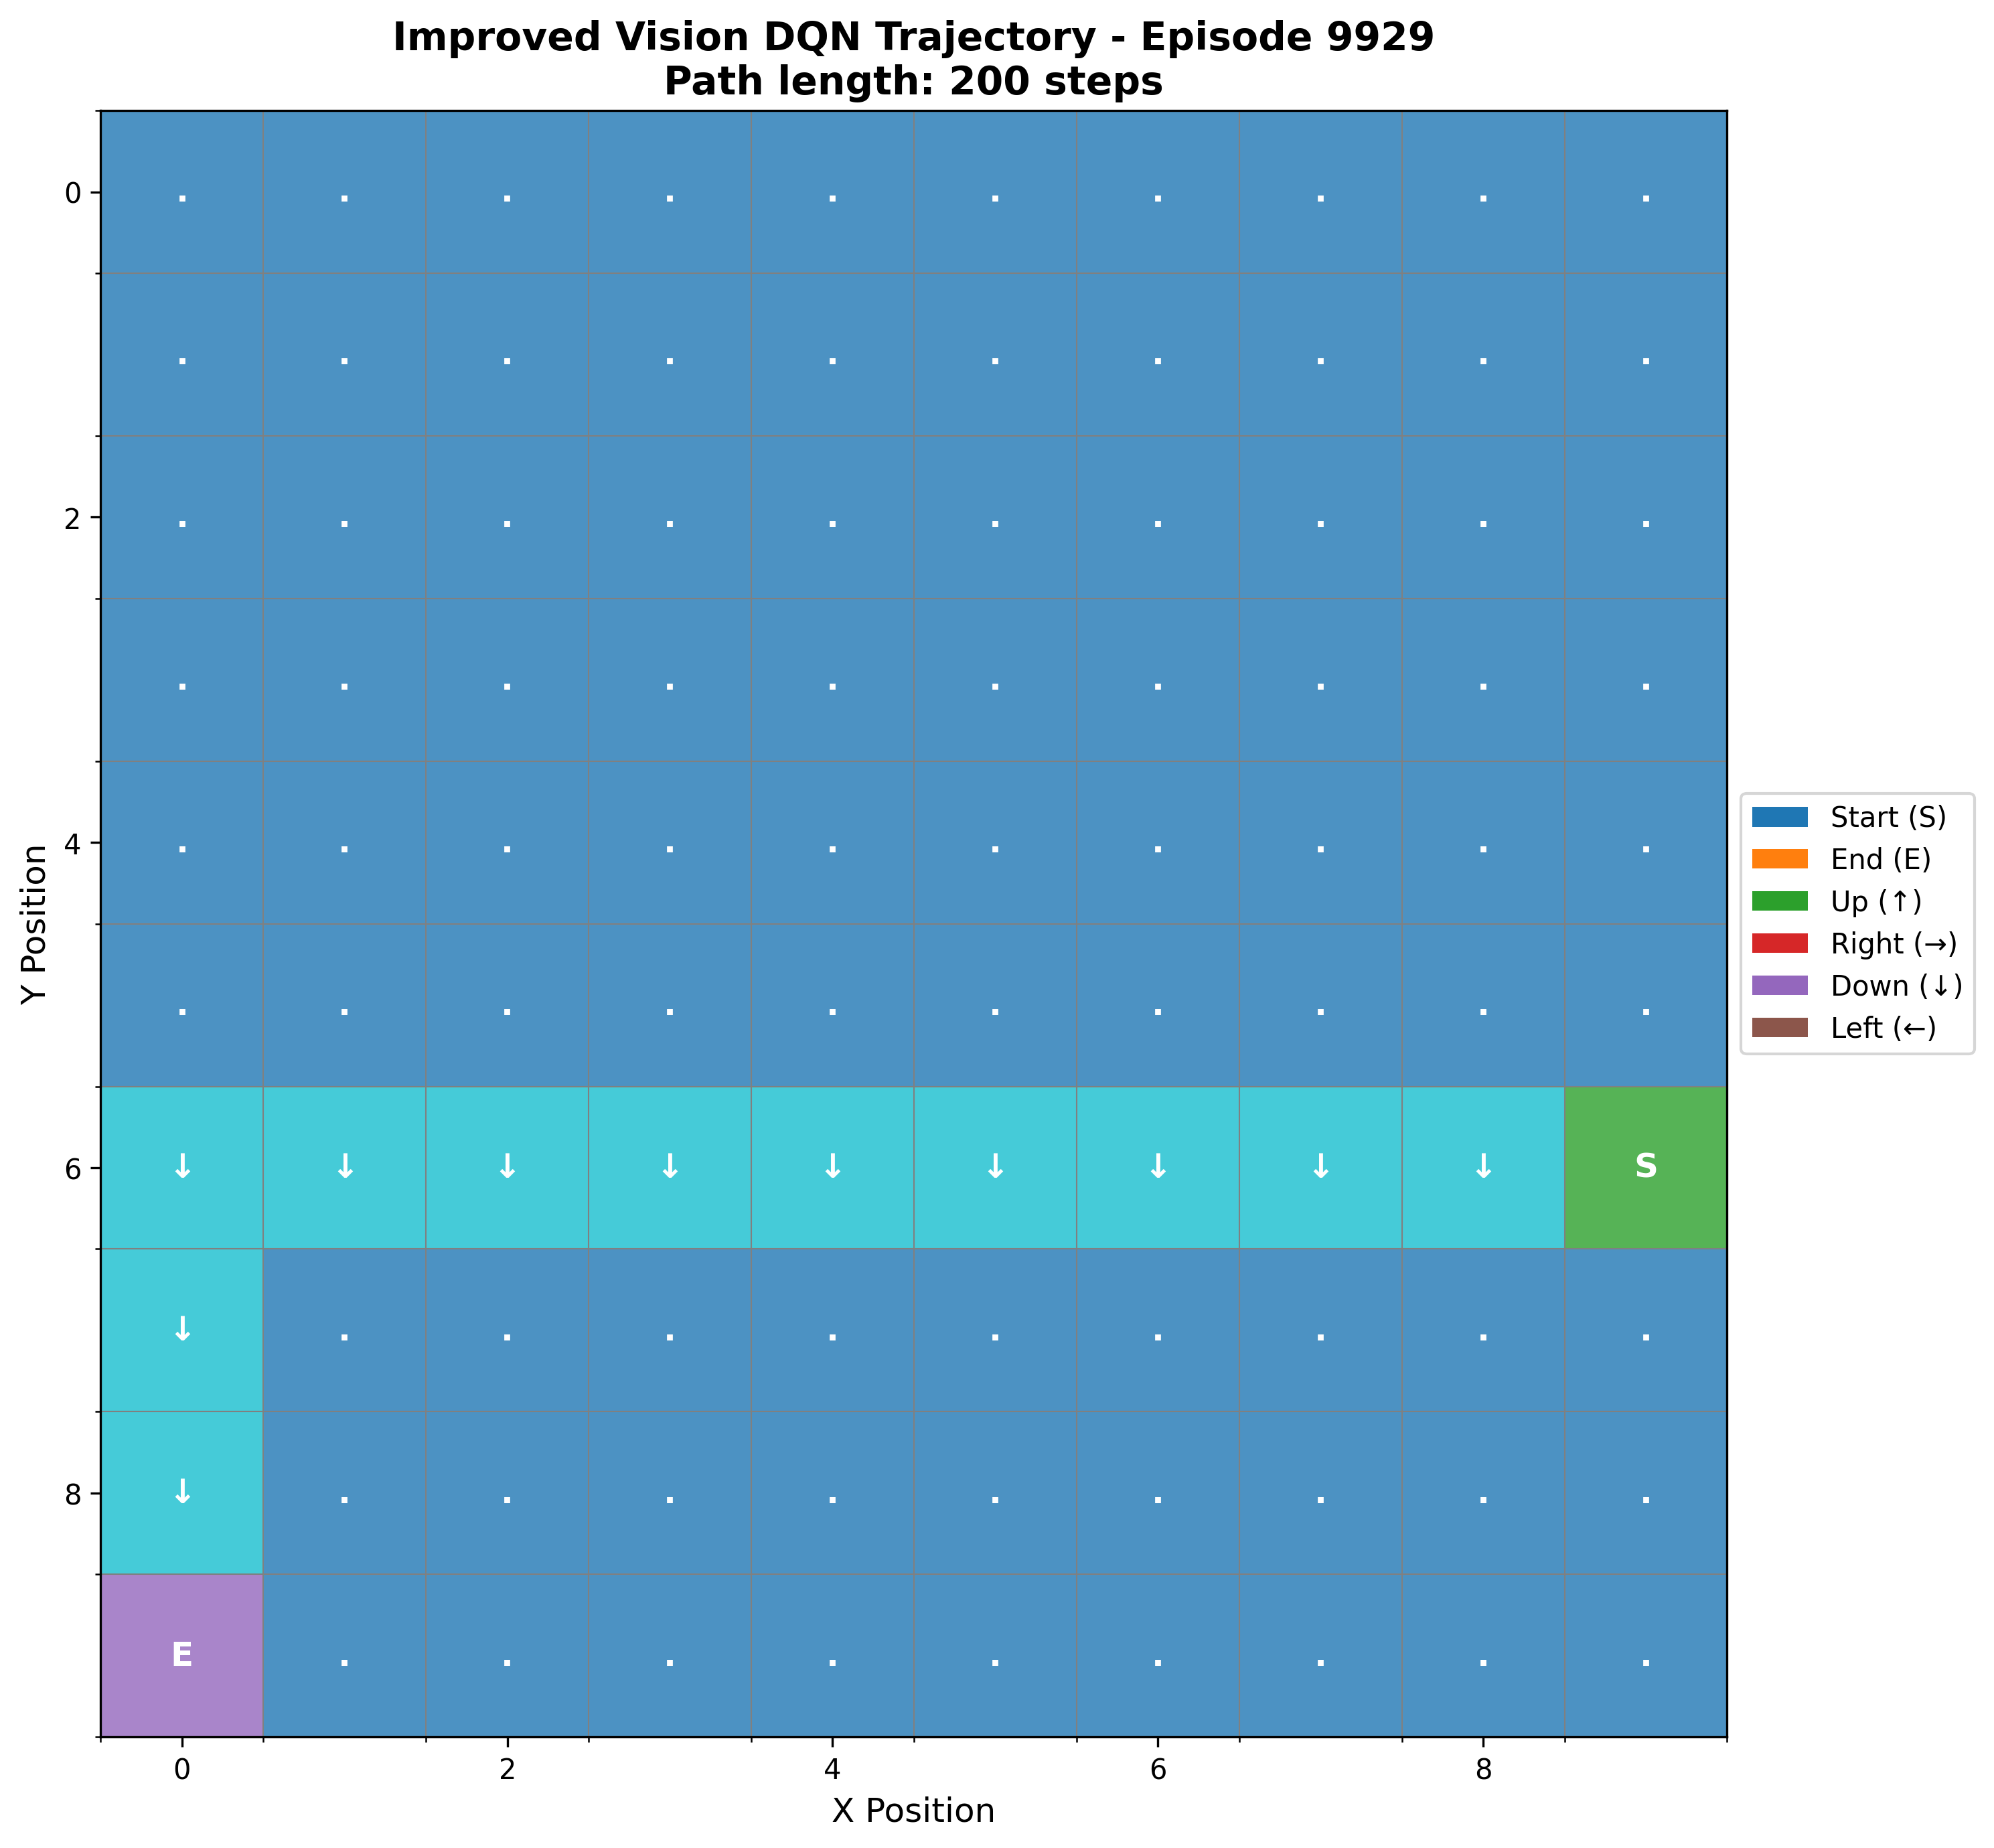 Improved Vision DQN Trajectory - Episode 9929
Path length: 200 steps
0 . . . . . . . . . .
. . . . . . . . . .
2 . . . . . . . . . .
. . . . . . . . . .
4 . . . . . . . . . .
. . . . . . . . . .
6 ↓ ↓ ↓ ↓ ↓ ↓ ↓ ↓ ↓ S
↓ . . . . . . . . .
8 ↓ . . . . . . . . .
E . . . . . . . . .
0 2 4 6 8
X Position
Y Position
Start (S)
End (E)
Up (↑)
Right (→)
Down (↓)
Left (←)